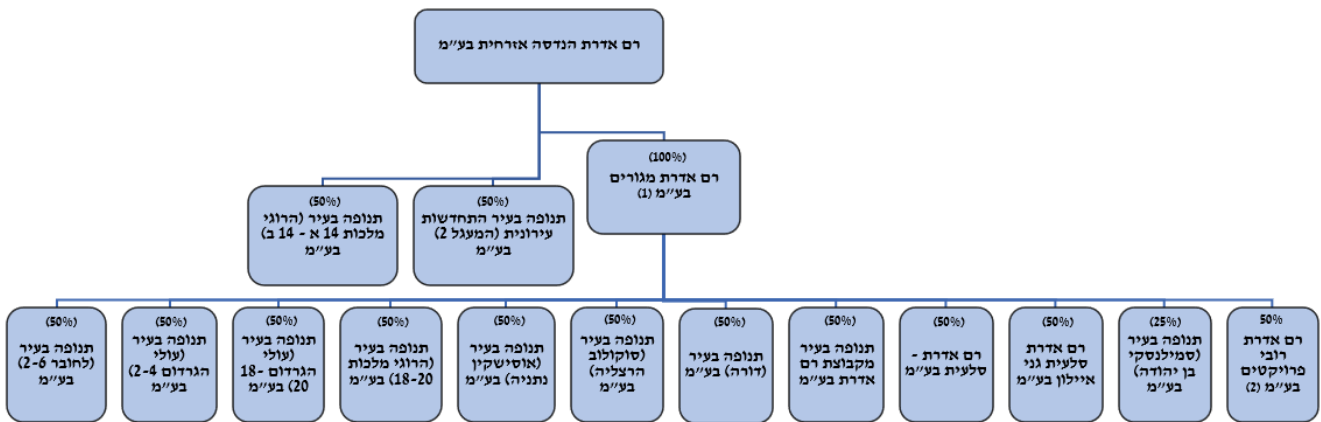 רם אדרת הנדסה אזרחית בע״מ
(100%)
רם אדרת מגורים
בע״מ (1)
(50%)
תנופה בעיר התחדשות
עירונית (המעגל 2)
בע״מ
(50%)
תנופה בעיר (הרוגי
מלכות 14 א - 14 ב)
בע״מ
50%
רם אדרת
רובי
פרויקטים
בע״מ (2)
(25%)
תנופה בעיר
(סמילנסקי
בן יהודה)
בע״מ
(50%)
רם אדרת
סלעית גני
איילון בע״מ
(50%)
רם אדרת -
סלעית בע״מ
(50%)
תנופה בעיר
מקבוצת רם
אדרת בע״מ
(50%)
תנופה בעיר
(דורה) בע״מ
(50%)
תנופה בעיר
(סוקולוב
הרצליה)
בע״מ
(50%)
תנופה בעיר
(אוסישקין
נתניה) בע״מ
(50%)
תנופה בעיר
(הרוגי מלכות
18-20) בע״מ
(50%)
תנופה בעיר
(עולי
הגרדום 18-
20) בע״מ
(50%)
תנופה בעיר
(עולי
הגרדום 2-4)
בע״מ
(50%)
תנופה בעיר
(לחובר 2-6)
בע״מ